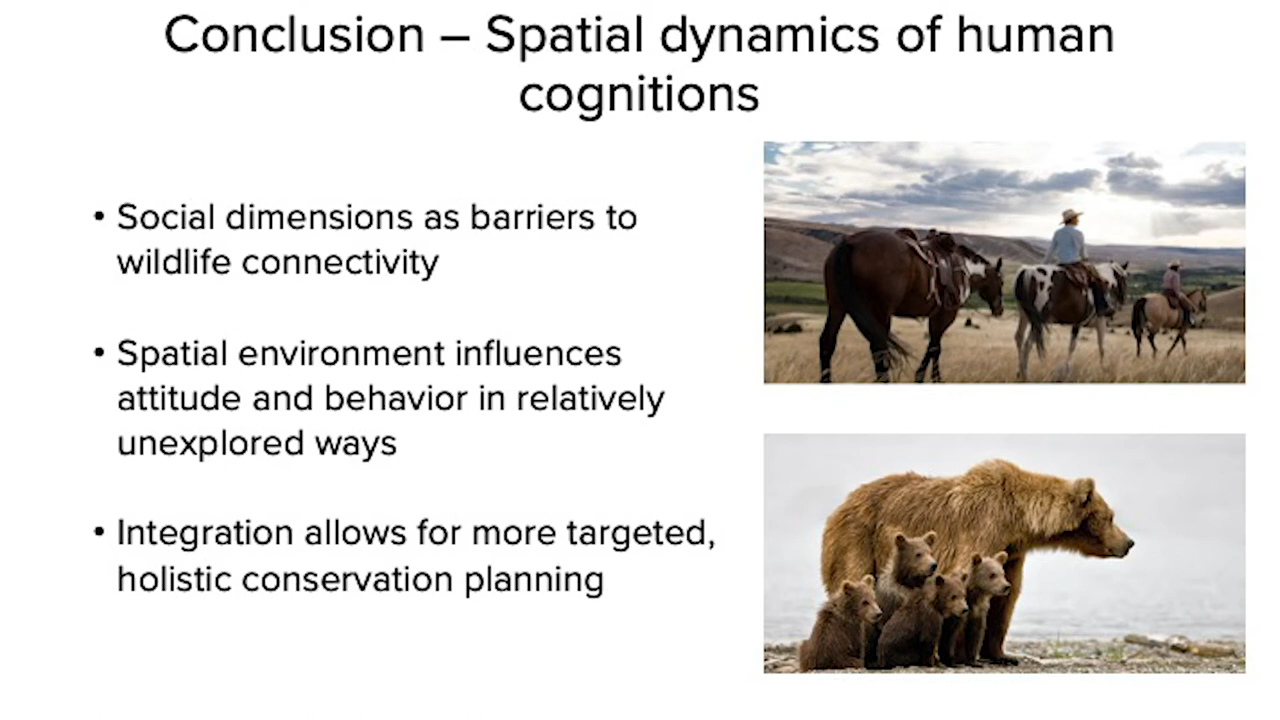 Conclusion – Spatial dynamics of human
cognitions
• Social dimensions as barriers to
wildlife connectivity
• Spatial environment influences
attitude and behavior in relatively
unexplored ways
• Integration allows for more targeted,
holistic conservation planning